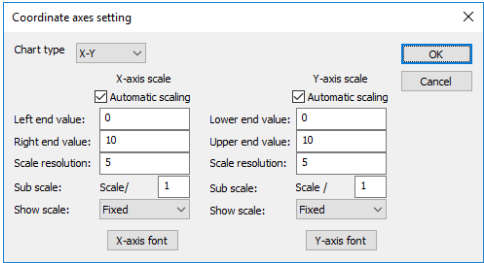 Coordinate axes setting
Chart type X-Y OK
X-axis scale Y-axis scale Cancel
Automatic scaling Automatic scaling
Left end value: 0 Lower end value: 0
Right end value: 10 Upper end value: 10
Scale resolution: 5 Scale resolution: 5
Sub scale: Scale/ 1 Sub scale: Scale / 1
Show scale: Fixed Show scale: Fixed
X-axis font Y-axis font